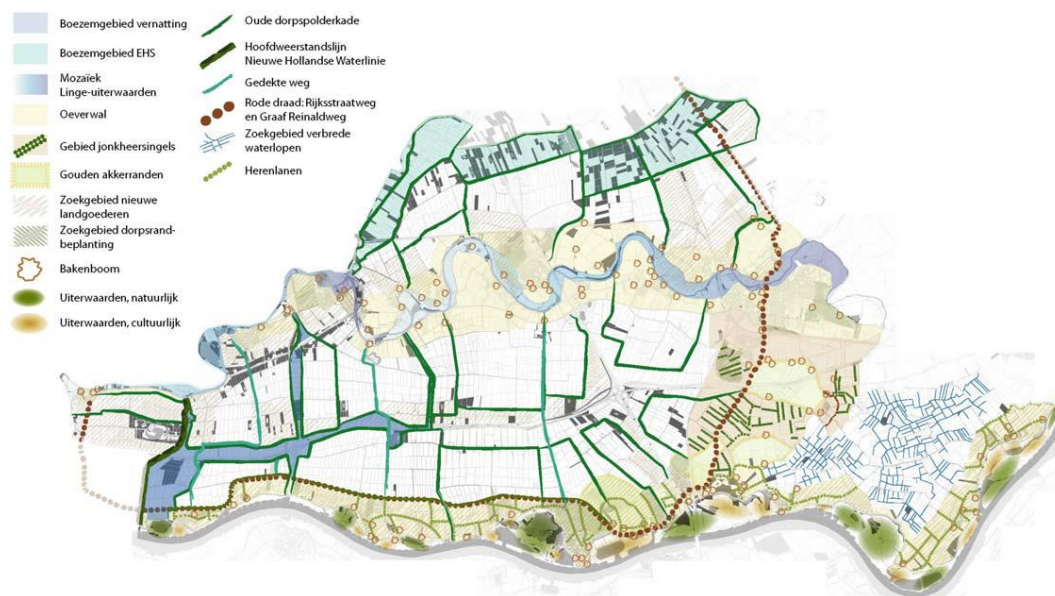 Boezemgebied vernatting
Boezemgebied EHS
Mozaïek
Linge-uiterwaarden
Oeverwal
Gebied jonkheersingels
Gouden akkerranden
Zoekgebied nieuwe
landgoederen
Zoekgebied dorpsrand-
beplanting
Bakenboom
Uiterwaarden, natuurlijk
Uiterwaarden, cultuurlijk
Oude dorpspolderkade
Hoofdweerstandslijn
Nieuwe Hollandse Waterlinie
Gedekte weg
Rode draad: Rijksstraatweg
en Graaf Reinaldweg
Zoekgebied verbrede
waterlopen
Herenlanen